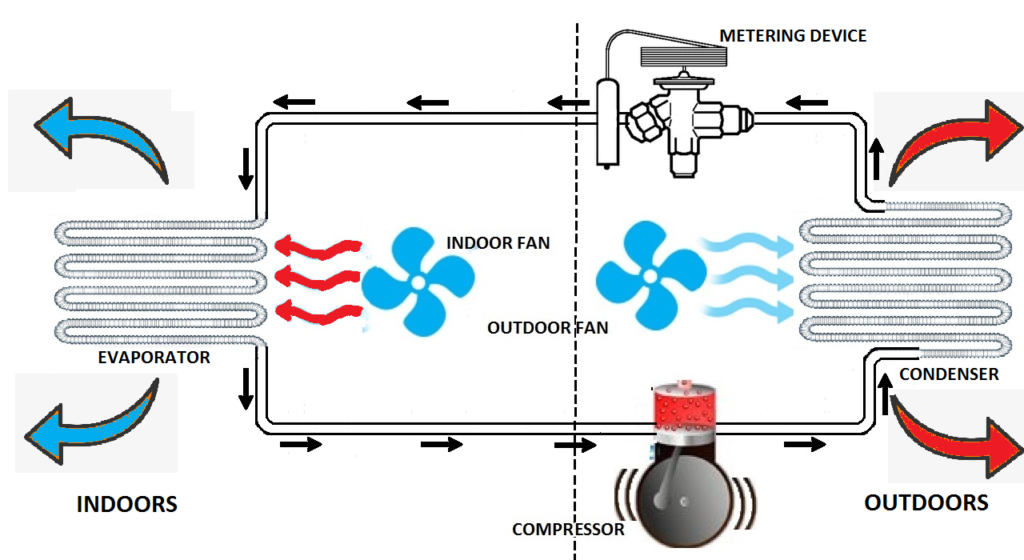 METERING DEVICE
INDOOR FAN
OUTDOOR FAN
EVAPORATOR
CONDENSER
INDOORS
OUTDOORS
COMPRESSOR